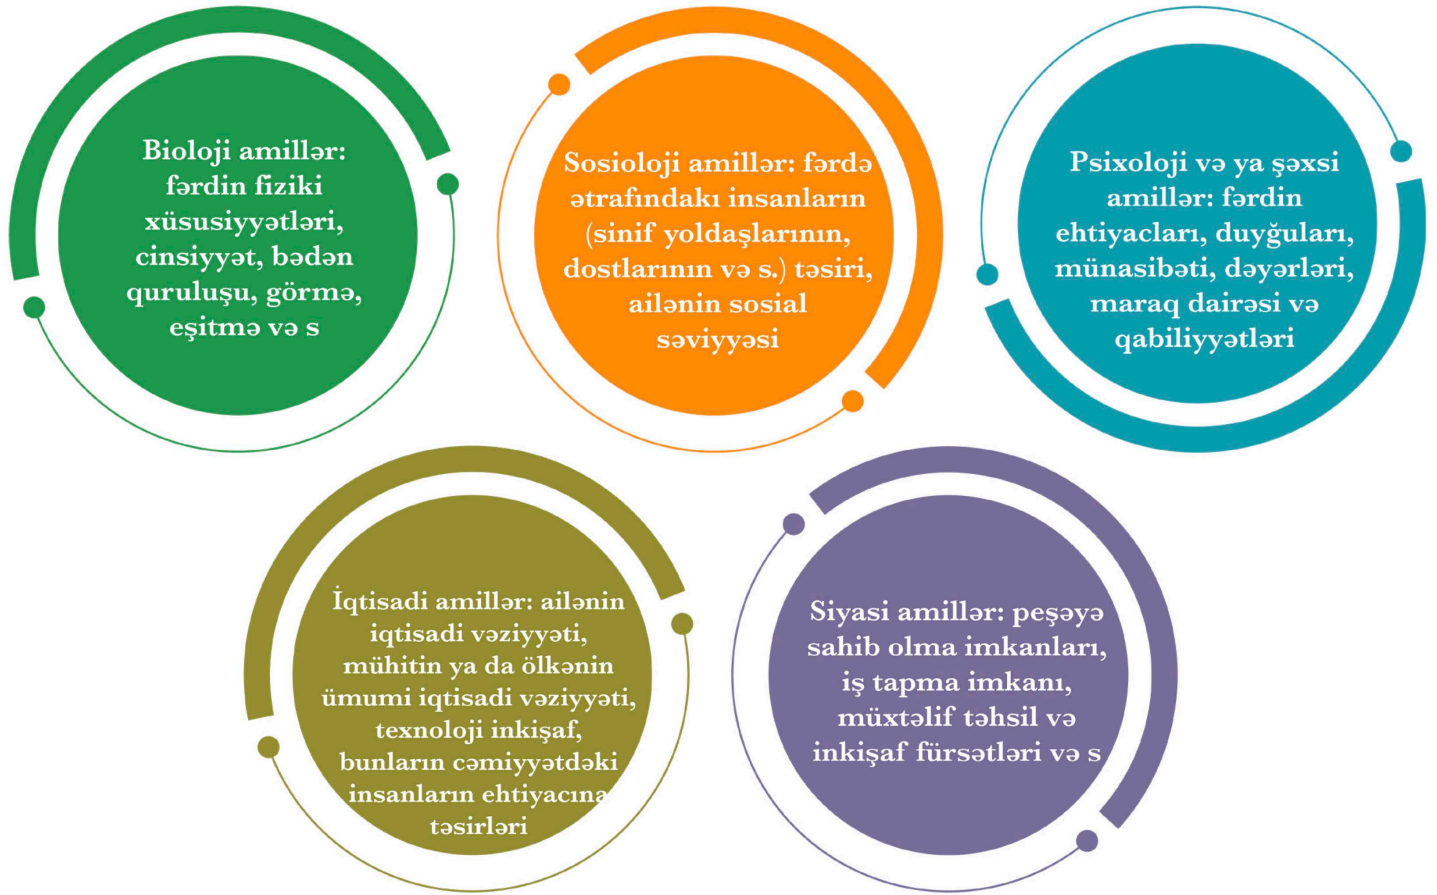 Bioloji amillər:
fərdin fiziki
xüsusiyyətləri,
cinsiyyət, bədən
quruluşu, görmə,
eşitmə və s
Sosioloji amillər: fərdə
ətrafındakı insanların
(sinif yoldaşlarının,
dostlarının və s.) təsiri,
ailənin sosial
səviyyəsi
Psixoloji və ya şəxsi
amillər: fərdin
ehtiyacları, duyğuları,
münasibəti, dəyərləri,
maraq dairəsi və
qabiliyyətləri
İqtisadi amillər: ailənin
iqtisadi vəziyyəti,
mühitin ya da ölkənin
ümumi iqtisadi vəziyyəti,
texnoloji inkişaf,
bunların cəmiyyətdəki
insanların ehtiyacına
təsirləri
Siyasi amillər: peşəyə
sahib olma imkanları,
iş tapma imkanı,
müxtəlif təhsil və
inkişaf fürsətləri və s